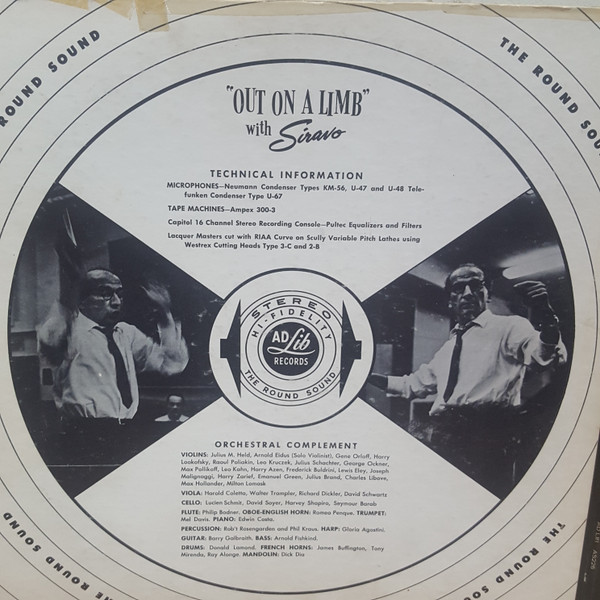 ROUND SOUND
THE ROUND SOU
"OUT ON A LIMB"
with Siravo
TECHNICAL INFORMATION
MICROPHONES—Neumann Condenser Types KM-56, U-47 and U-48 Tele-
funken Condenser Type U-67
TAPE MACHINES—Ampex 300-3
Capitol 16 Channel Stereo Recording Console—Pultec Equalizers and Filters
Lacquer Masters cut with RIAA Curve on Scully Variable Pitch Lathes using
Westrex Cutting Heads Type 3-C and 2-B
STEREO
HI-FIDELITY
AD Lib
RECORDS
THE ROUND SOUND
ORCHESTRAL COMPLEMENT
VIOLINS: Julius M. Held, Arnold Eidus (Solo Violinist), Gene Orloff, Harry
Lookofsky, Raoul Poliakin, Leo Kruczek, Julius Schachter, George Ockner,
Max Pollikoff, Leo Kahn, Harry Azen, Frederick Buldrini, Lewis Eley, Joseph
Malignaggi, Harry Zarief, Emanuel Green, Julius Brand, Charles Libove,
Max Hollander, Milton Lomask
VIOLA: Harold Coletta, Walter Trampler, Richard Dickler, David Schwartz
CELLO: Lucien Schmit, David Soyer, Harvey Shapiro, Seymour Barab
FLUTE: Philip Bodner. OBOE-ENGLISH HORN: Romeo Penque. TRUMPET:
Mel Davis. PIANO: Edwin Costa.
PERCUSSION: Rob't Rosengarden and Phil Kraus. HARP: Gloria Agostini.
GUITAR: Barry Galbraith. BASS: Arnold Fishkind.
DRUMS: Donald Lamond. FRENCH HORNS: James Buffington, Tony
Miranda, Ray Alonge. MANDOLIN: Dick Dia
THE ROUND SOUND
THE ROUND SOU